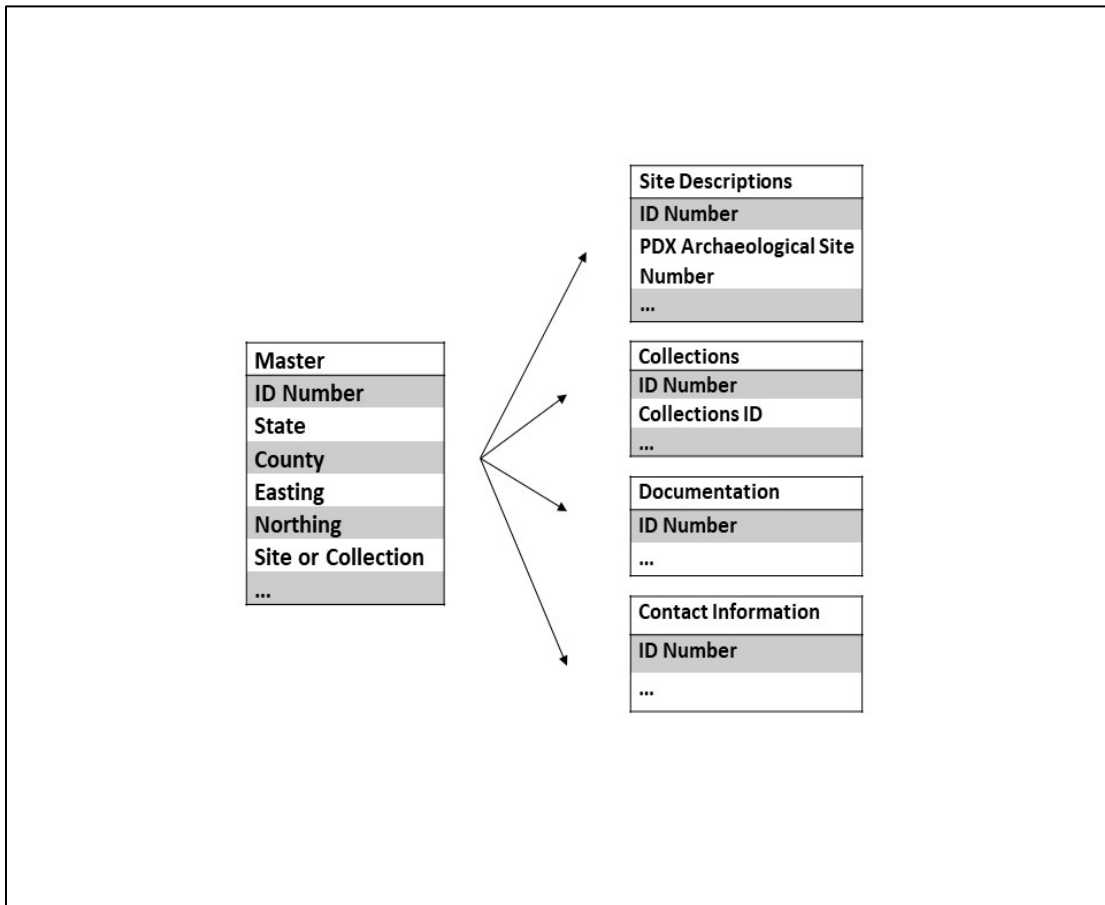 Master
ID Number
State
County
Easting
Northing
Site or Collection
...
Site Descriptions
ID Number
PDX Archaeological Site
Number
...
Collections
ID Number
Collections ID
...
Documentation
ID Number
...
Contact Information
ID Number
...